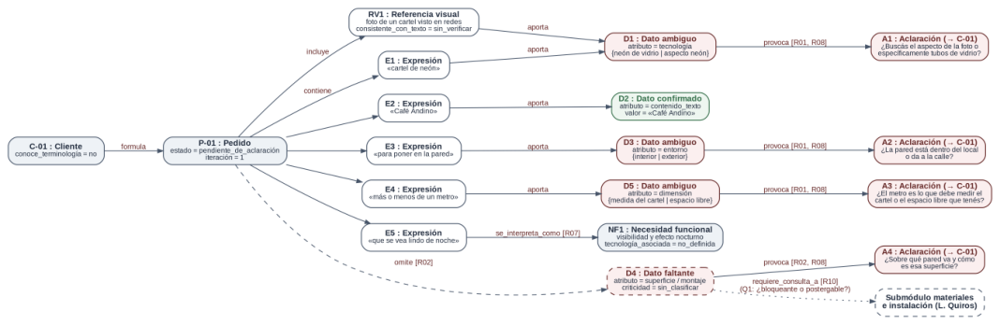 RV1 : Referencia visual
foto de un cartel visto en redes
consistente_con_texto = sin_verificar
aporta
D1 : Dato ambiguo
atributo = tecnología
{neón de vidrio | aspecto neón}
provoca [R01, R08]
A1 : Aclaración (→ C-01)
¿Buscás el aspecto de la foto o
específicamente tubos de vidrio?
incluye
E1 : Expresión
«cartel de neón»
aporta
contiene
E2 : Expresión
«Café Andino»
aporta
D2 : Dato confirmado
atributo = contenido_texto
valor = «Café Andino»
C-01 : Cliente
conoce_terminología = no
formula
P-01 : Pedido
estado = pendiente_de_aclaración
iteración = 1
E3 : Expresión
«para poner en la pared»
aporta
D3 : Dato ambiguo
atributo = entorno
{interior | exterior}
provoca [R01, R08]
A2 : Aclaración (→ C-01)
¿La pared está dentro del local
o da a la calle?
E4 : Expresión
«más o menos de un metro»
aporta
D5 : Dato ambiguo
atributo = dimensión
{medida del cartel | espacio libre}
provoca [R01, R08]
A3 : Aclaración (→ C-01)
¿El metro es lo que debe medir el
cartel o el espacio libre que tenés?
E5 : Expresión
«que se vea lindo de noche»
se_interpreta_como [R07]
NF1 : Necesidad funcional
visibilidad y efecto nocturno
tecnología_asociada = no_definida
omite [R02]
D4 : Dato faltante
atributo = superficie / montaje
criticidad = sin_clasificar
provoca [R02, R08]
A4 : Aclaración (→ C-01)
¿Sobre qué pared va y cómo
es esa superficie?
requiere_consulta_a [R10]
(Q1: ¿bloqueante o postergable?)
Submódulo materiales
e instalación (L. Quiros)